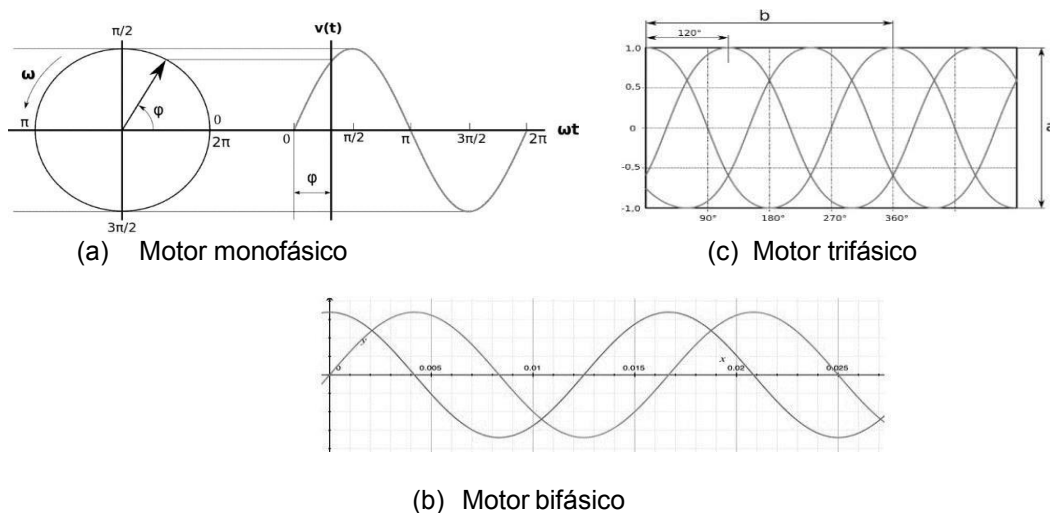 π/2
v(t)
ω
φ
π
0
2π
3π/2
0
π/2
π
3π/2
2π
ωt
φ
(a) Motor monofásico
b
120°
1,0
0.5
0
-0,5
-1,0
90°
180°
270°
360°
(c) Motor trifásico
y
x
0
0.005
0.01
0.015
0.02
0.025
(b) Motor bifásico